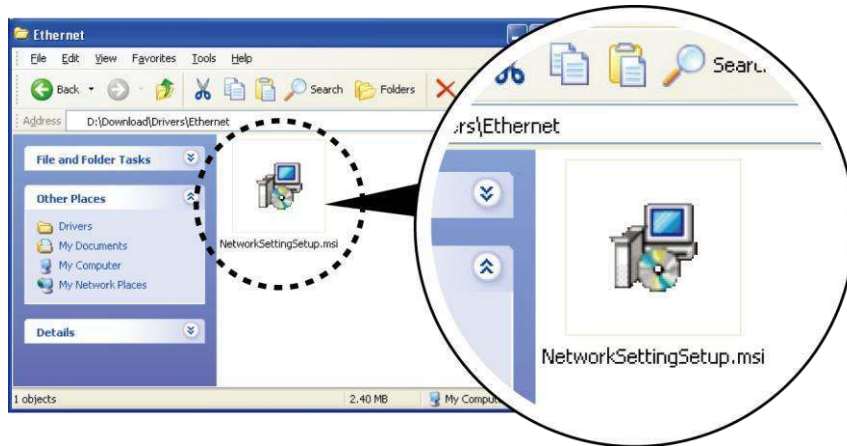 Ethernet
File Edit View Favorites Tools Help
Back Search Folders
Address D:\Download\Drivers\Ethernet
File and Folder Tasks
Other Places
Drivers
My Documents
My Computer
My Network Places
Details
NetworkSettingSetup.msi
1 objects 2.40 MB My Comput
Searc
rs\Ethernet
NetworkSettingSetup.msi